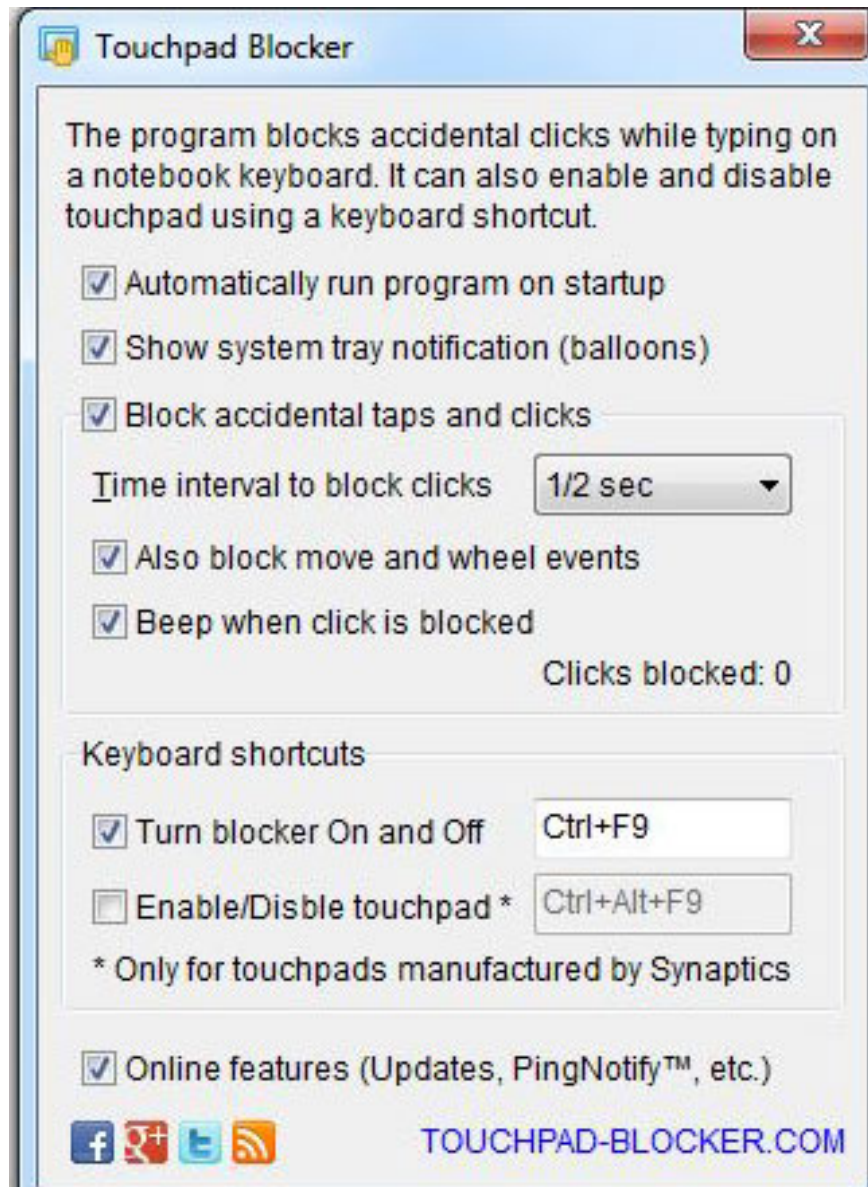 Touchpad Blocker
The program blocks accidental clicks while typing on
a notebook keyboard. It can also enable and disable
touchpad using a keyboard shortcut.
Automatically run program on startup
Show system tray notification (balloons)
Block accidental taps and clicks
Time interval to block clicks 1/2 sec
Also block move and wheel events
Beep when click is blocked
Clicks blocked: 0
Keyboard shortcuts
Turn blocker On and Off Ctrl+F9
Enable/Disble touchpad * Ctrl+Alt+F9
* Only for touchpads manufactured by Synaptics
Online features (Updates, PingNotify™, etc.)
f g+ t TOUCHPAD-BLOCKER.COM